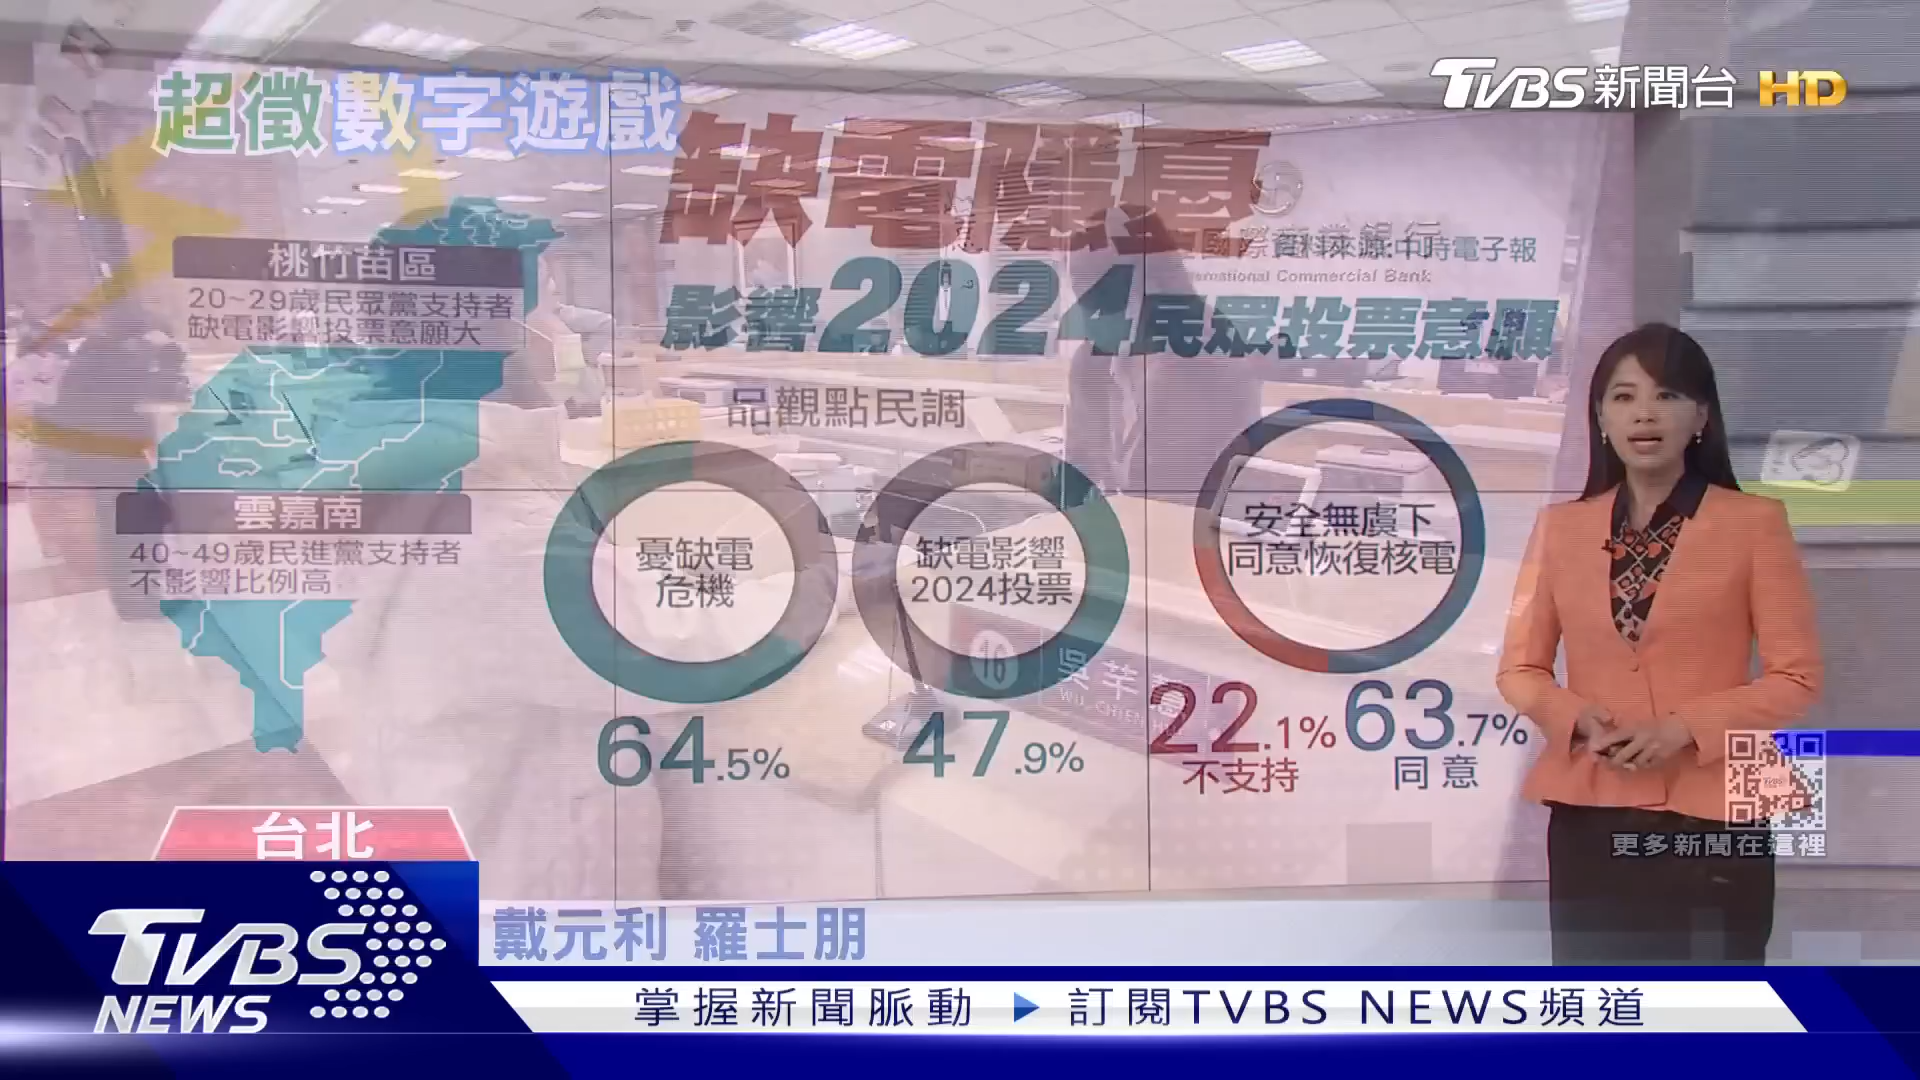 超徵數字遊戲
TVBS新聞台 HD
缺電隱憂
資料來源:中時電子報
International Commercial Bank
影響2024民眾投票意願
桃竹苗區
20~29歲民眾黨支持者
缺電影響投票意願大
品觀點民調
雲嘉南
40~49歲民進黨支持者
不影響比例高
憂缺電
危機
64.5%
缺電影響
2024投票
47.9%
安全無虞下
同意恢復核電
22.1%
不支持
63.7%
同意
16
更多新聞在這裡
台北
戴元利 羅士朋
TVBS
NEWS
掌握新聞脈動 ▶ 訂閱TVBS NEWS頻道